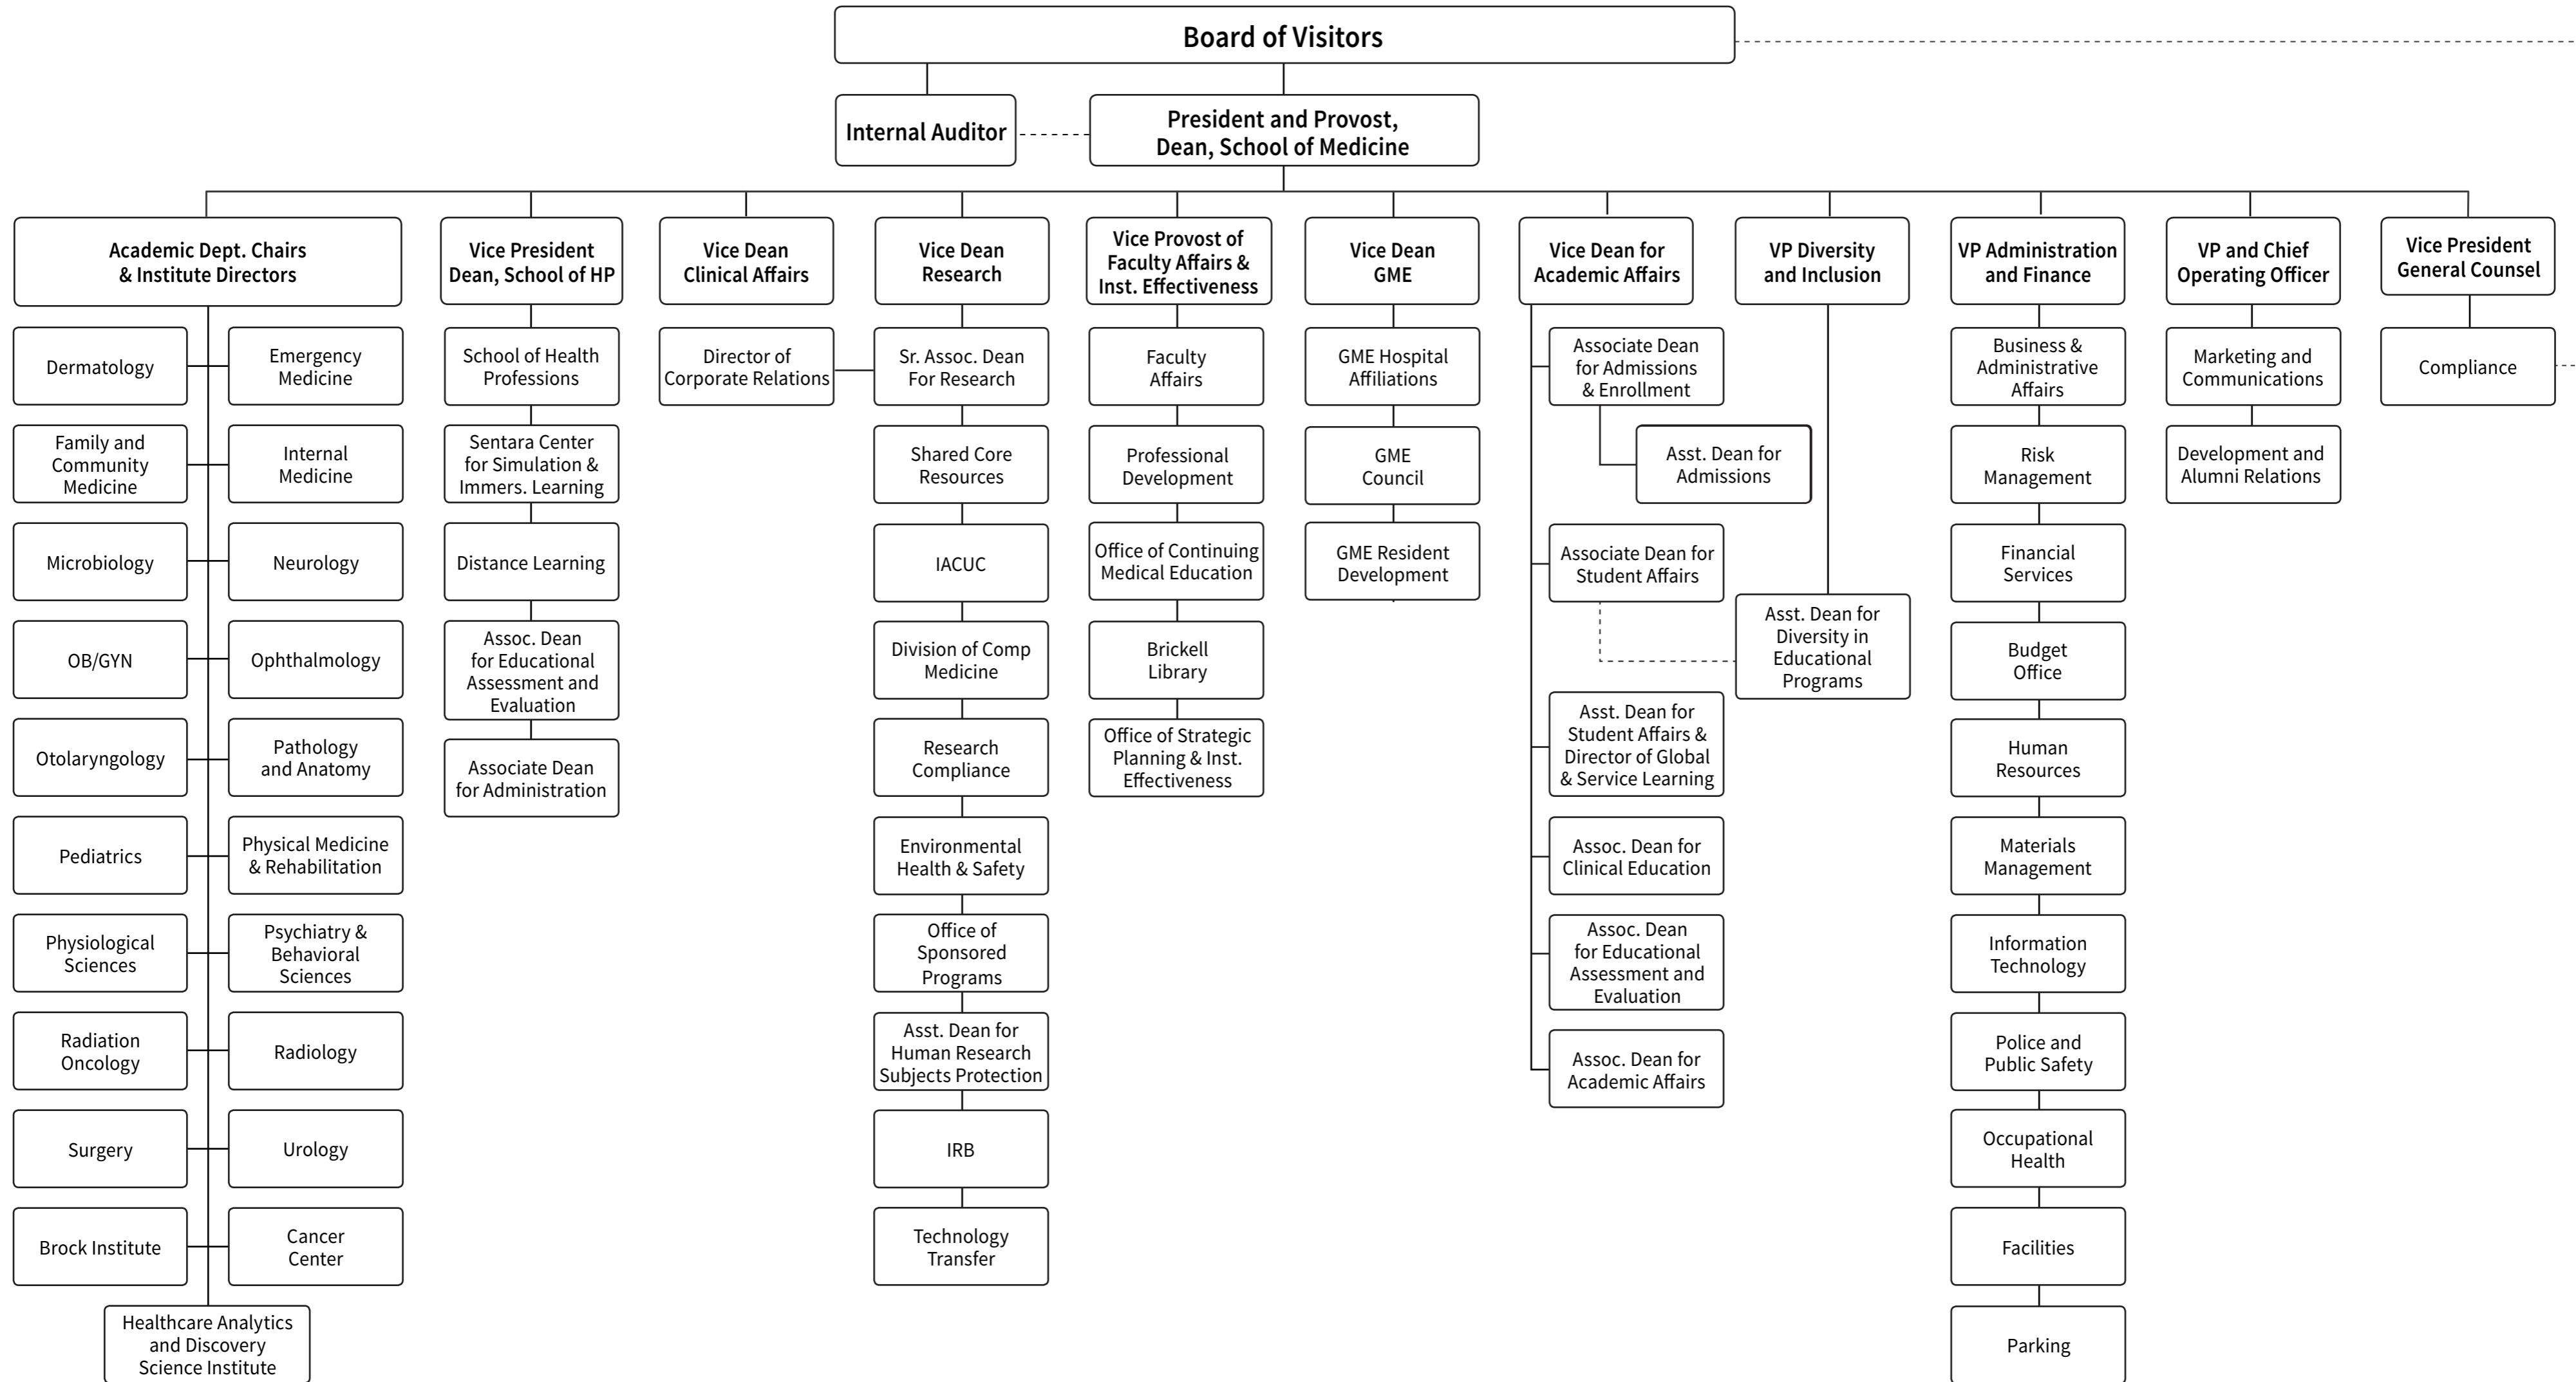 Board of Visitors
Internal Auditor
President and Provost,
Dean, School of Medicine
Academic Dept. Chairs
& Institute Directors
Dermatology
Emergency
Medicine
Family and
Community
Medicine
Internal
Medicine
Microbiology
Neurology
OB/GYN
Ophthalmology
Otolaryngology
Pathology
and Anatomy
Pediatrics
Physical Medicine
& Rehabilitation
Physiological
Sciences
Psychiatry &
Behavioral
Sciences
Radiation
Oncology
Radiology
Surgery
Urology
Brock Institute
Cancer
Center
Healthcare Analytics
and Discovery
Science Institute
Vice President
Dean, School of HP
School of Health
Professions
Sentara Center
for Simulation &
Immers. Learning
Distance Learning
Assoc. Dean
for Educational
Assessment and
Evaluation
Associate Dean
for Administration
Vice Dean
Clinical Affairs
Director of
Corporate Relations
Vice Dean
Research
Sr. Assoc. Dean
For Research
Shared Core
Resources
IACUC
Division of Comp
Medicine
Research
Compliance
Environmental
Health & Safety
Office of
Sponsored
Programs
Asst. Dean for
Human Research
Subjects Protection
IRB
Technology
Transfer
Vice Provost of
Faculty Affairs &
Inst. Effectiveness
Faculty
Affairs
Professional
Development
Office of Continuing
Medical Education
Brickell
Library
Office of Strategic
Planning & Inst.
Effectiveness
Vice Dean
GME
GME Hospital
Affiliations
GME
Council
GME Resident
Development
Vice Dean for
Academic Affairs
Associate Dean
for Admissions
& Enrollment
Asst. Dean for
Admissions
Associate Dean for
Student Affairs
Asst. Dean for
Student Affairs &
Director of Global
& Service Learning
Assoc. Dean for
Clinical Education
Assoc. Dean
for Educational
Assessment and
Evaluation
Assoc. Dean for
Academic Affairs
VP Diversity
and Inclusion
Asst. Dean for
Diversity in
Educational
Programs
VP Administration
and Finance
Business &
Administrative
Affairs
Risk
Management
Financial
Services
Budget
Office
Human
Resources
Materials
Management
Information
Technology
Police and
Public Safety
Occupational
Health
Facilities
Parking
VP and Chief
Operating Officer
Marketing and
Communications
Development and
Alumni Relations
Vice President
General Counsel
Compliance